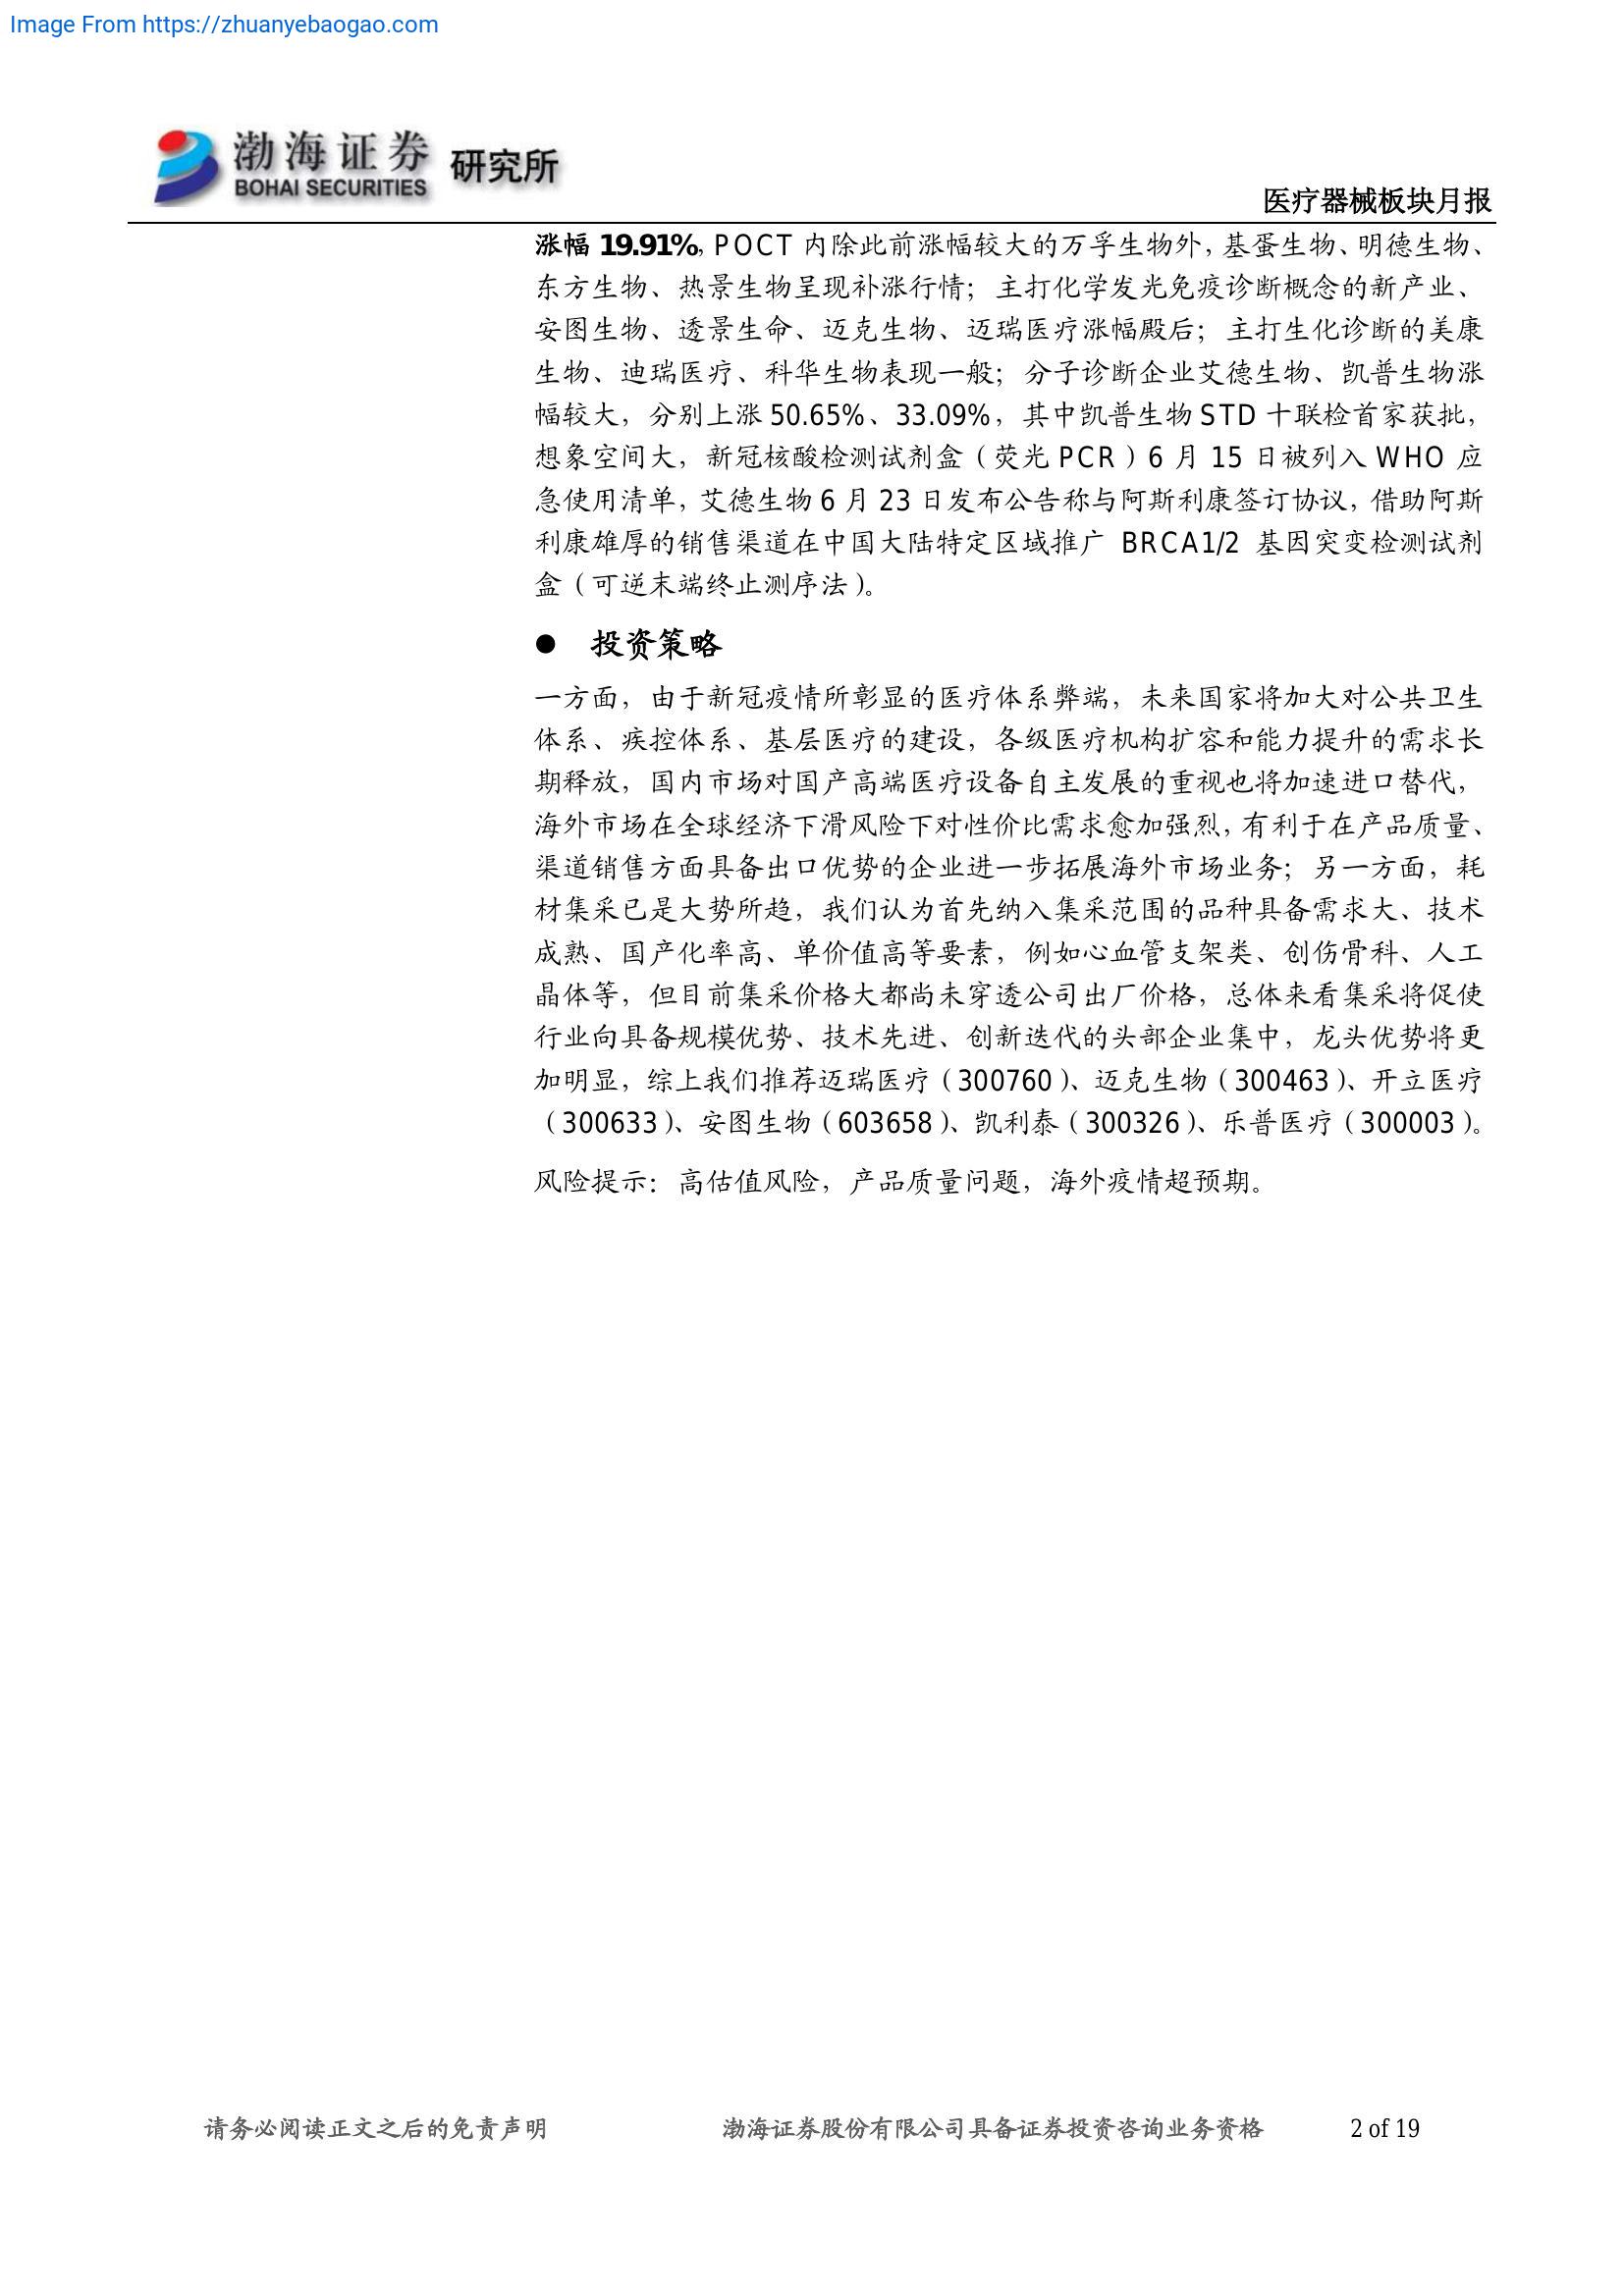 Image From https://zhuanyebaogao.com
渤海证券 研究所
BOHAI SECURITIES
医疗器械板块月报
涨幅 19.91%，POCT 内除此前涨幅较大的万孚生物外，基蛋生物、明德生物、
东方生物、热景生物呈现补涨行情；主打化学发光免疫诊断概念的新产业、
安图生物、透景生命、迈克生物、迈瑞医疗涨幅殿后；主打生化诊断的美康
生物、迪瑞医疗、科华生物表现一般；分子诊断企业艾德生物、凯普生物涨
幅较大，分别上涨 50.65%、33.09%，其中凯普生物 STD 十联检首家获批，
想象空间大，新冠核酸检测试剂盒（荧光 PCR）6 月 15 日被列入 WHO 应
急使用清单，艾德生物 6 月 23 日发布公告称与阿斯利康签订协议，借助阿斯
利康雄厚的销售渠道在中国大陆特定区域推广 BRCA1/2 基因突变检测试剂
盒（可逆末端终止测序法）。
● 投资策略
一方面，由于新冠疫情所彰显的医疗体系弊端，未来国家将加大对公共卫生
体系、疾控体系、基层医疗的建设，各级医疗机构扩容和能力提升的需求长
期释放，国内市场对国产高端医疗设备自主发展的重视也将加速进口替代，
海外市场在全球经济下滑风险下对性价比需求愈加强烈，有利于在产品质量、
渠道销售方面具备出口优势的企业进一步拓展海外市场业务；另一方面，耗
材集采已是大势所趋，我们认为首先纳入集采范围的品种具备需求大、技术
成熟、国产化率高、单价值高等要素，例如心血管支架类、创伤骨科、人工
晶体等，但目前集采价格大都尚未穿透公司出厂价格，总体来看集采将促使
行业向具备规模优势、技术先进、创新迭代的头部企业集中，龙头优势将更
加明显，综上我们推荐迈瑞医疗（300760）、迈克生物（300463）、开立医疗
（300633）、安图生物（603658）、凯利泰（300326）、乐普医疗（300003）。
风险提示：高估值风险，产品质量问题，海外疫情超预期。
请务必阅读正文之后的免责声明 渤海证券股份有限公司具备证券投资咨询业务资格 2 of 19